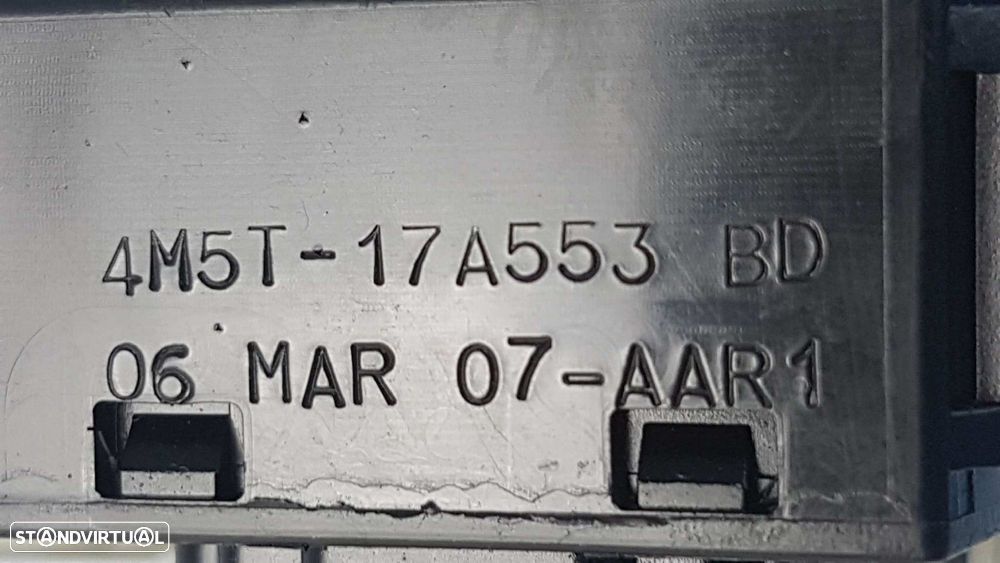 4M5T-17A553 BD
06 MAR 07-AAR1
STANDVIRTUAL